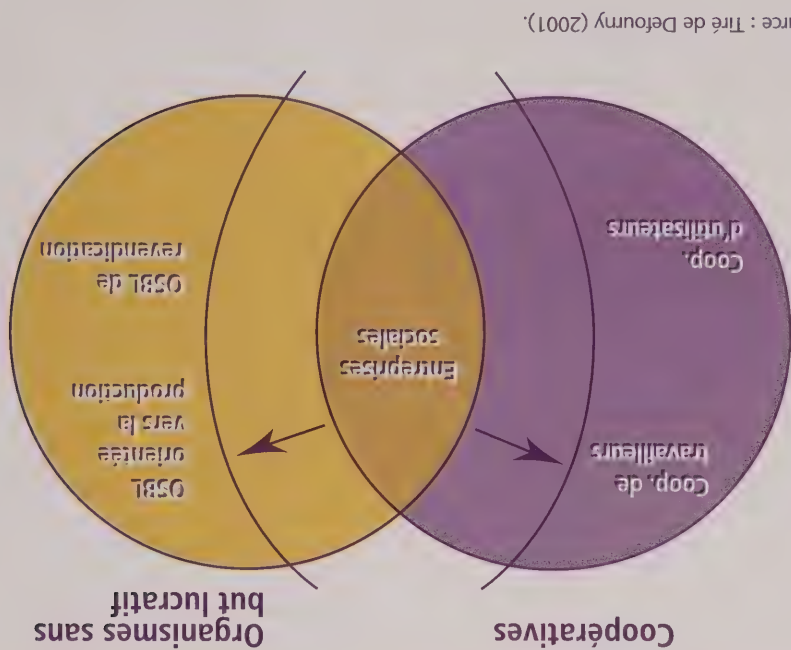 Coopératives
Organismes sans
but lucratif
Coop. de
travailleurs
OSBL
orientée
vers la
production
Entreprises
sociales
Coop.
d'utilisateurs
OSBL de
revendication
urce : Tiré de Defourny (2001).